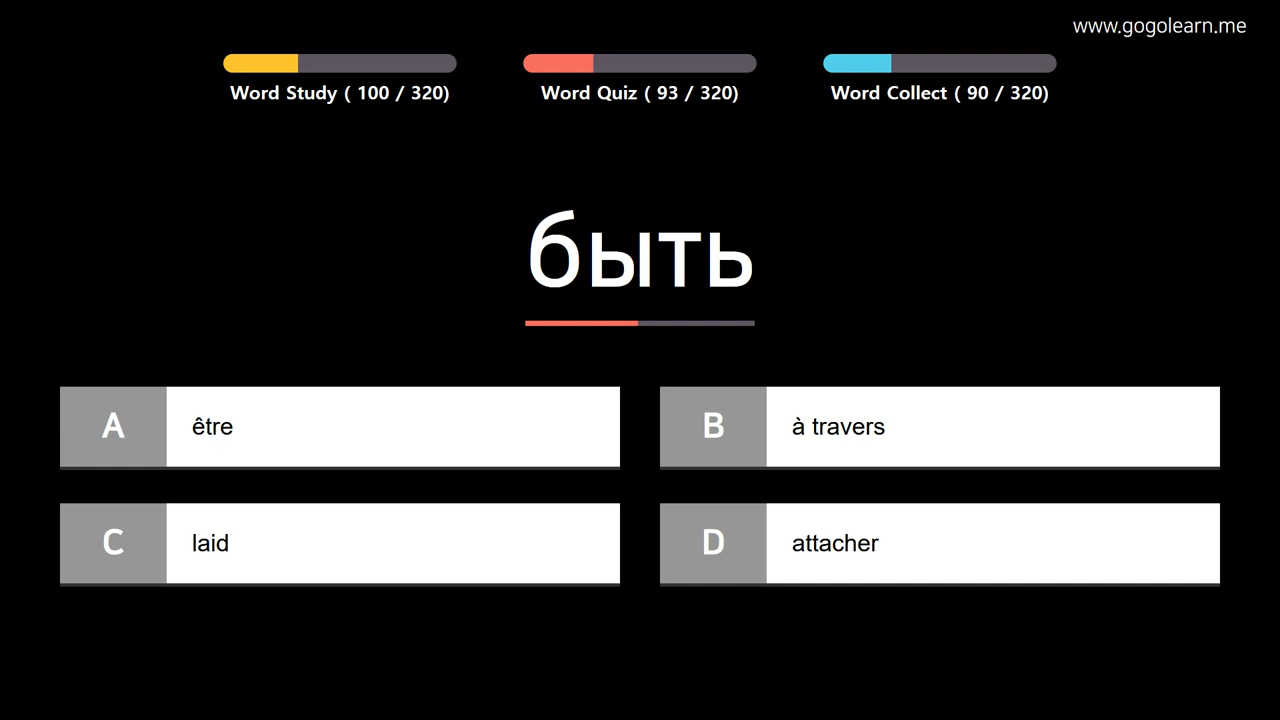 www.gogolearn.me
Word Study ( 100 / 320)
Word Quiz ( 93 / 320)
Word Collect ( 90 / 320)
быть
A être
B à travers
C laid
D attacher